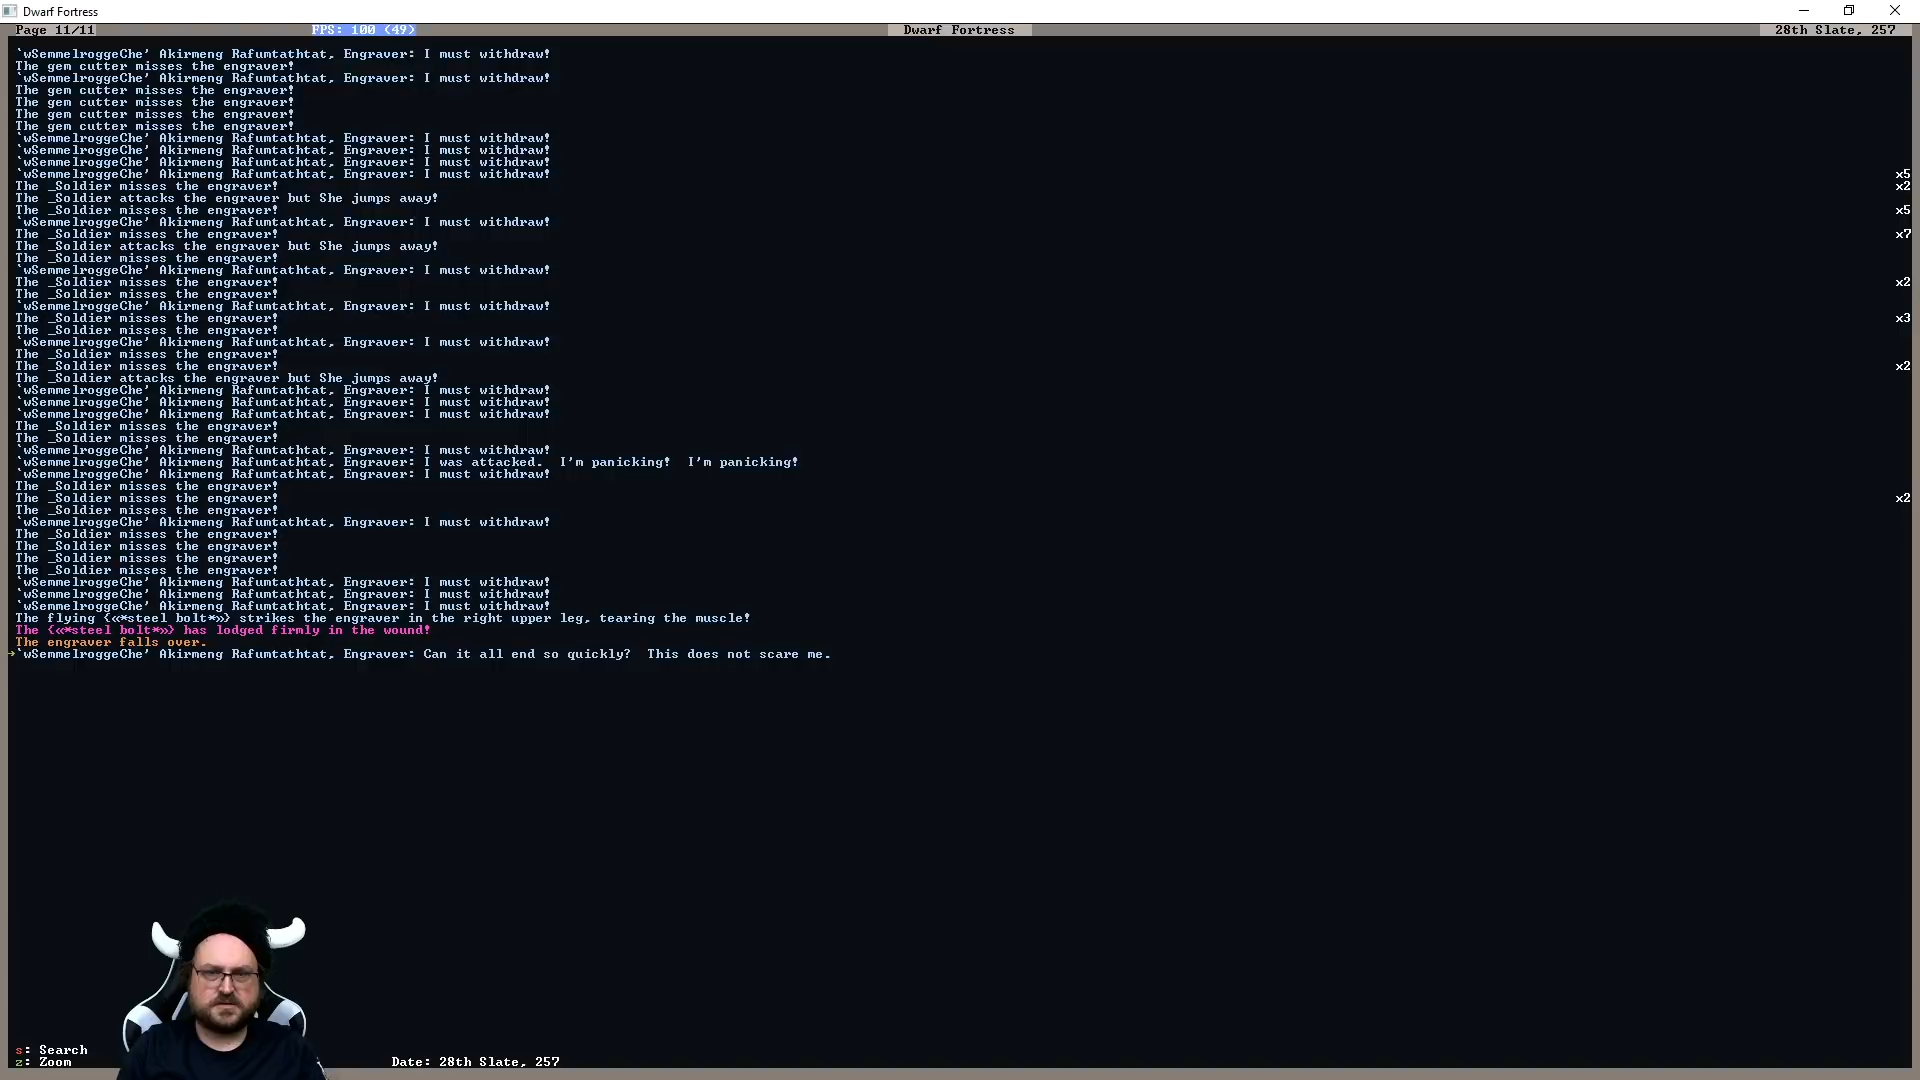 Dwarf Fortress
Page 11/11 FPS: 100 (49) Dwarf Fortress 28th Slate, 257
`wSemmelroggeChe' Akirmeng Rafumtathtat, Engraver: I must withdraw!
The gem cutter misses the engraver!
`wSemmelroggeChe' Akirmeng Rafumtathtat, Engraver: I must withdraw!
The gem cutter misses the engraver!
The gem cutter misses the engraver!
The gem cutter misses the engraver!
The gem cutter misses the engraver!
`wSemmelroggeChe' Akirmeng Rafumtathtat, Engraver: I must withdraw!
`wSemmelroggeChe' Akirmeng Rafumtathtat, Engraver: I must withdraw!
`wSemmelroggeChe' Akirmeng Rafumtathtat, Engraver: I must withdraw!
`wSemmelroggeChe' Akirmeng Rafumtathtat, Engraver: I must withdraw! x5
The _Soldier misses the engraver! x2
The _Soldier attacks the engraver but She jumps away!
The _Soldier misses the engraver! x5
`wSemmelroggeChe' Akirmeng Rafumtathtat, Engraver: I must withdraw!
The _Soldier misses the engraver! x7
The _Soldier attacks the engraver but She jumps away!
The _Soldier misses the engraver!
`wSemmelroggeChe' Akirmeng Rafumtathtat, Engraver: I must withdraw!
The _Soldier misses the engraver! x2
The _Soldier misses the engraver!
`wSemmelroggeChe' Akirmeng Rafumtathtat, Engraver: I must withdraw!
The _Soldier misses the engraver! x3
The _Soldier misses the engraver!
`wSemmelroggeChe' Akirmeng Rafumtathtat, Engraver: I must withdraw!
The _Soldier misses the engraver!
The _Soldier misses the engraver! x2
The _Soldier attacks the engraver but She jumps away!
`wSemmelroggeChe' Akirmeng Rafumtathtat, Engraver: I must withdraw!
`wSemmelroggeChe' Akirmeng Rafumtathtat, Engraver: I must withdraw!
`wSemmelroggeChe' Akirmeng Rafumtathtat, Engraver: I must withdraw!
The _Soldier misses the engraver!
The _Soldier misses the engraver!
`wSemmelroggeChe' Akirmeng Rafumtathtat, Engraver: I must withdraw!
`wSemmelroggeChe' Akirmeng Rafumtathtat, Engraver: I was attacked. I'm panicking! I'm panicking!
`wSemmelroggeChe' Akirmeng Rafumtathtat, Engraver: I must withdraw!
The _Soldier misses the engraver!
The _Soldier misses the engraver! x2
The _Soldier misses the engraver!
`wSemmelroggeChe' Akirmeng Rafumtathtat, Engraver: I must withdraw!
The _Soldier misses the engraver!
The _Soldier misses the engraver!
The _Soldier misses the engraver!
The _Soldier misses the engraver!
`wSemmelroggeChe' Akirmeng Rafumtathtat, Engraver: I must withdraw!
`wSemmelroggeChe' Akirmeng Rafumtathtat, Engraver: I must withdraw!
`wSemmelroggeChe' Akirmeng Rafumtathtat, Engraver: I must withdraw!
The flying {«*steel bolt*»} strikes the engraver in the right upper leg, tearing the muscle!
The {«*steel bolt*»} has lodged firmly in the wound!
The engraver falls over.
→`wSemmelroggeChe' Akirmeng Rafumtathtat, Engraver: Can it all end so quickly? This does not scare me.
s: Search
z: Zoom Date: 28th Slate, 257